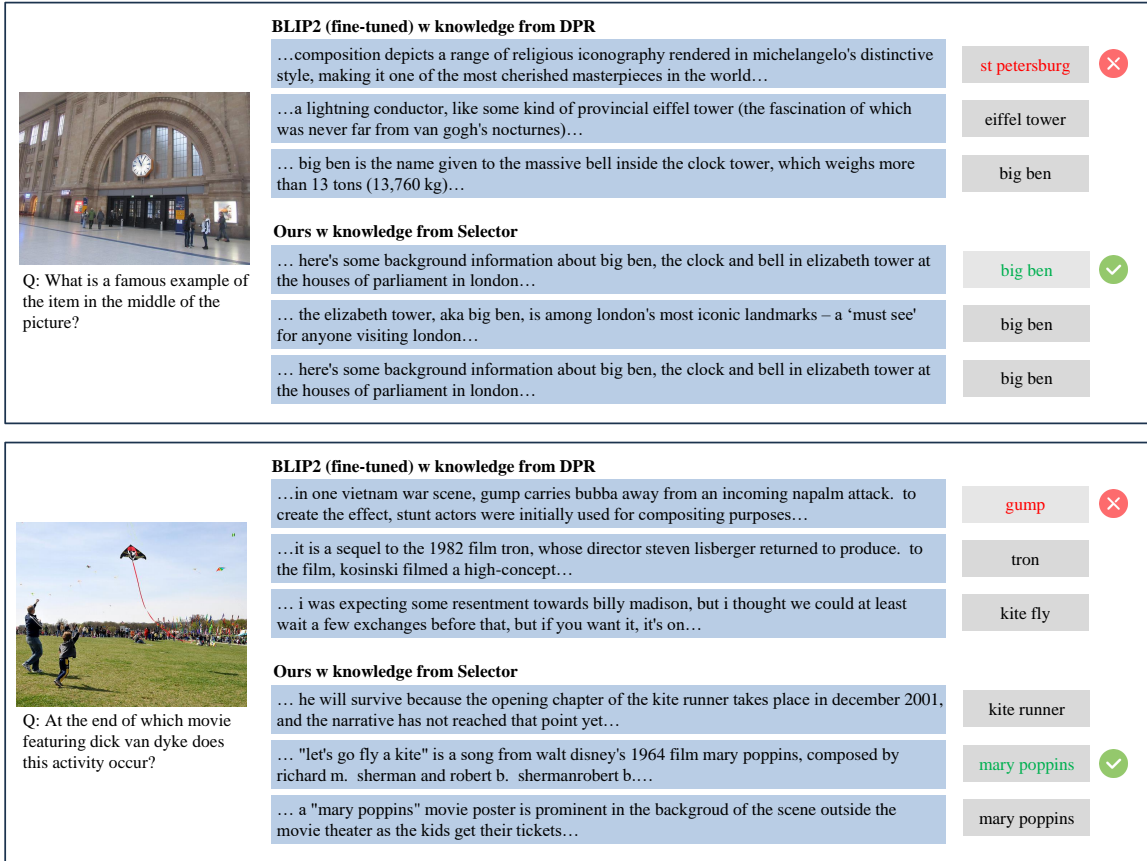 BLIP2 (fine-tuned) w knowledge from DPR
…composition depicts a range of religious iconography rendered in michelangelo's distinctive
style, making it one of the most cherished masterpieces in the world…
st petersburg
…a lightning conductor, like some kind of provincial eiffel tower (the fascination of which
was never far from van gogh's nocturnes)…
eiffel tower
… big ben is the name given to the massive bell inside the clock tower, which weighs more
than 13 tons (13,760 kg)…
big ben
Q: What is a famous example of
the item in the middle of the
picture?
Ours w knowledge from Selector
… here's some background information about big ben, the clock and bell in elizabeth tower at
the houses of parliament in london…
big ben
… the elizabeth tower, aka big ben, is among london's most iconic landmarks – a ‘must see'
for anyone visiting london…
big ben
… here's some background information about big ben, the clock and bell in elizabeth tower at
the houses of parliament in london…
big ben
BLIP2 (fine-tuned) w knowledge from DPR
…in one vietnam war scene, gump carries bubba away from an incoming napalm attack.  to
create the effect, stunt actors were initially used for compositing purposes…
gump
…it is a sequel to the 1982 film tron, whose director steven lisberger returned to produce.  to
the film, kosinski filmed a high-concept…
tron
… i was expecting some resentment towards billy madison, but i thought we could at least
wait a few exchanges before that, but if you want it, it's on…
kite fly
Q: At the end of which movie
featuring dick van dyke does
this activity occur?
Ours w knowledge from Selector
… he will survive because the opening chapter of the kite runner takes place in december 2001,
and the narrative has not reached that point yet…
kite runner
… "let's go fly a kite" is a song from walt disney's 1964 film mary poppins, composed by
richard m.  sherman and robert b.  shermanrobert b.…
mary poppins
… a "mary poppins" movie poster is prominent in the backgroud of the scene outside the
movie theater as the kids get their tickets…
mary poppins